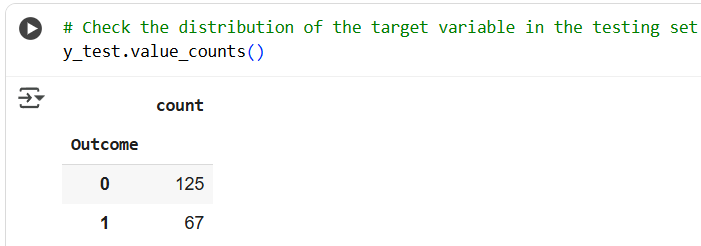 # Check the distribution of the target variable in the testing set
y_test.value_counts()
count
Outcome
0 125
1 67